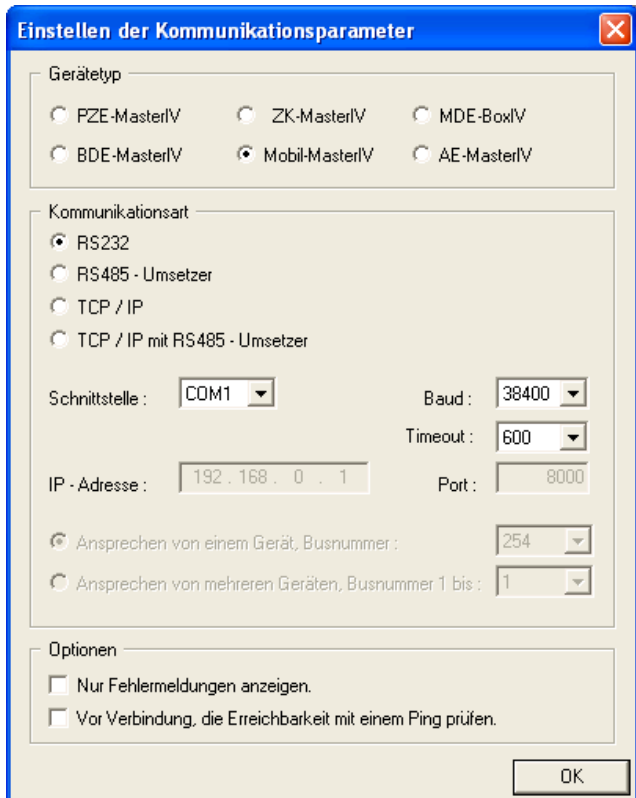 Einstellen der Kommunikationsparameter
Gerätetyp
PZE-MasterIV ZK-MasterIV MDE-BoxIV
BDE-MasterIV Mobil-MasterIV AE-MasterIV
Kommunikationsart
RS232
RS485 - Umsetzer
TCP / IP
TCP / IP mit RS485 - Umsetzer
Schnittstelle : COM1 Baud : 38400
Timeout : 600
IP - Adresse : 192 . 168 . 0 . 1 Port : 8000
Ansprechen von einem Gerät, Busnummer : 254
Ansprechen von mehreren Geräten, Busnummer 1 bis : 1
Optionen
Nur Fehlermeldungen anzeigen.
Vor Verbindung, die Erreichbarkeit mit einem Ping prüfen.
OK